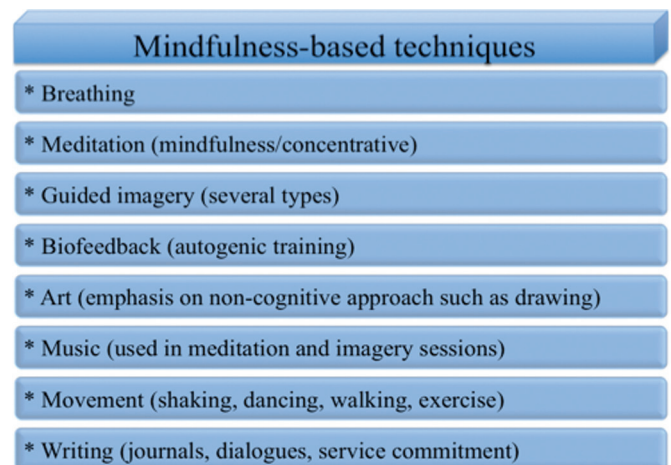 Mindfulness-based techniques
* Breathing
* Meditation (mindfulness/concentrative)
* Guided imagery (several types)
* Biofeedback (autogenic training)
* Art (emphasis on non-cognitive approach such as drawing)
* Music (used in meditation and imagery sessions)
* Movement (shaking, dancing, walking, exercise)
* Writing (journals, dialogues, service commitment)